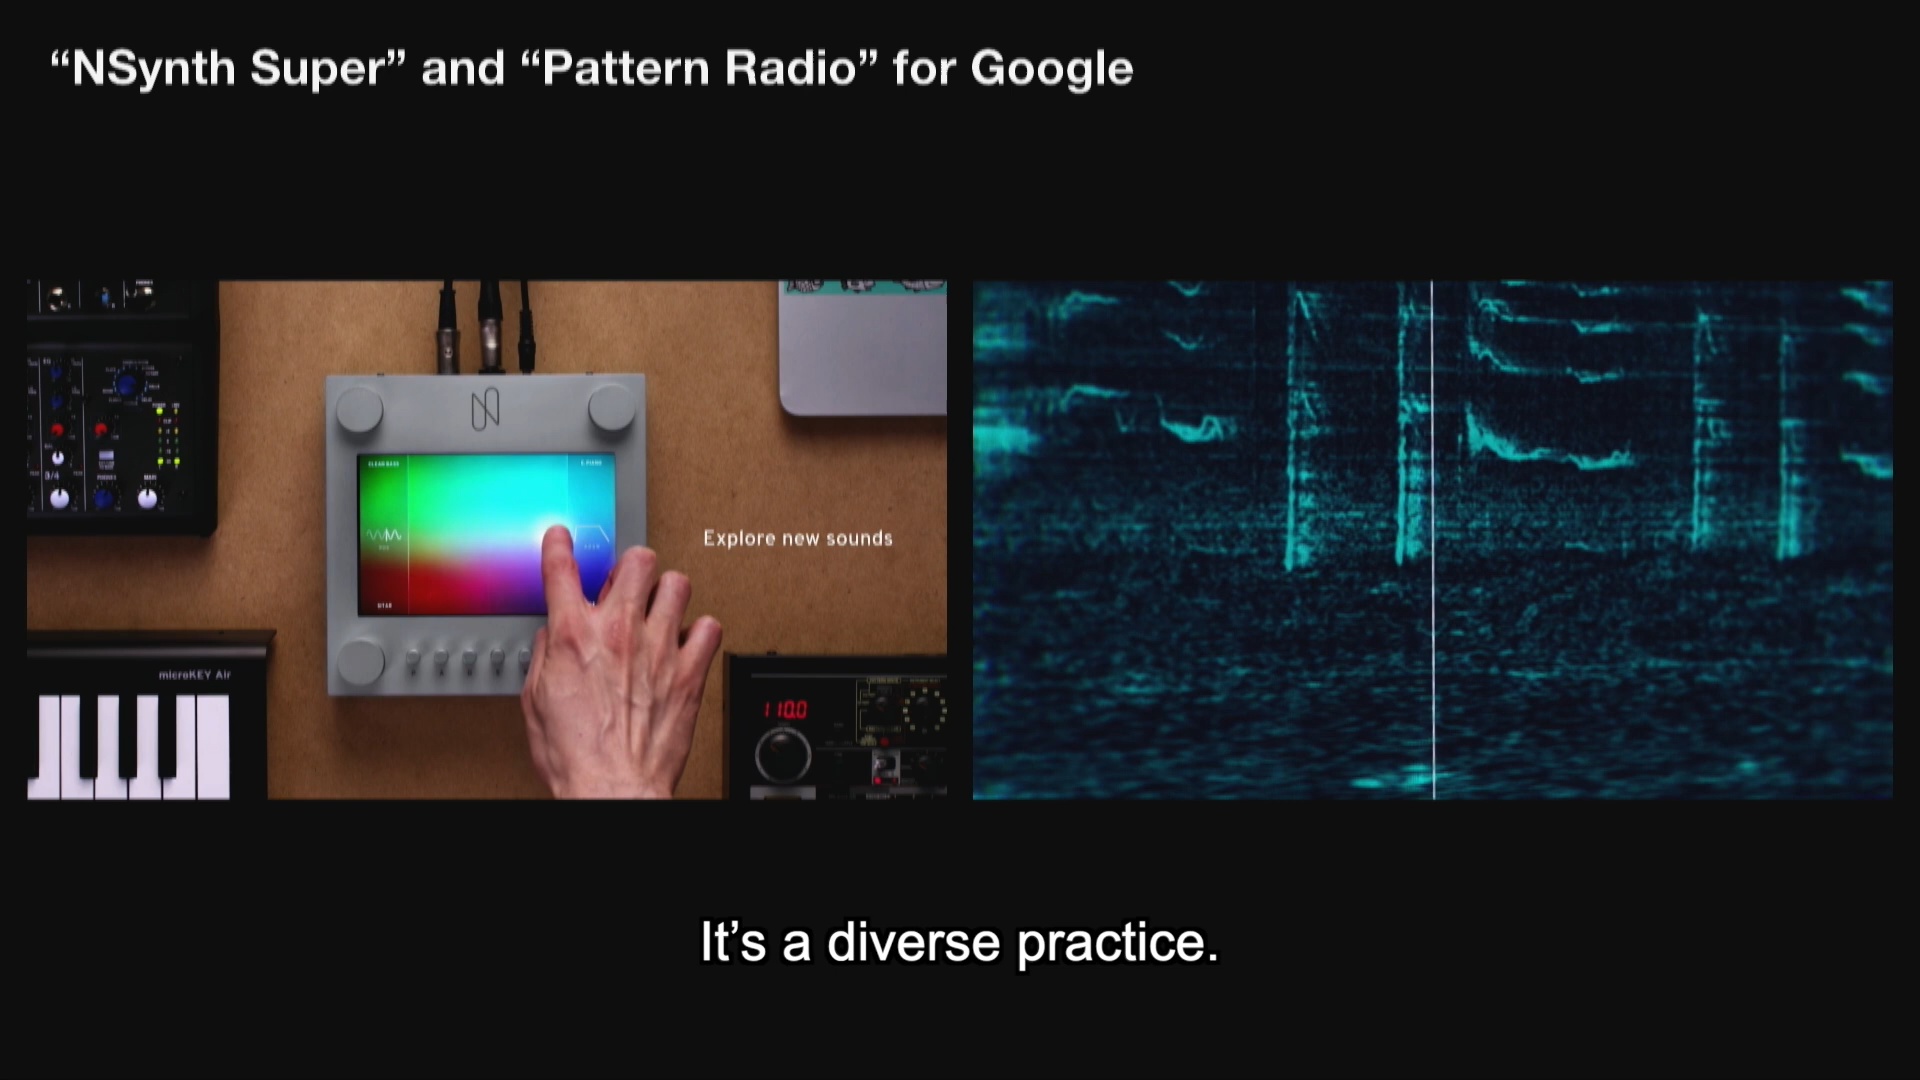 “NSynth Super” and “Pattern Radio” for Google
Explore new sounds
microKEY Air
110.0
It’s a diverse practice.